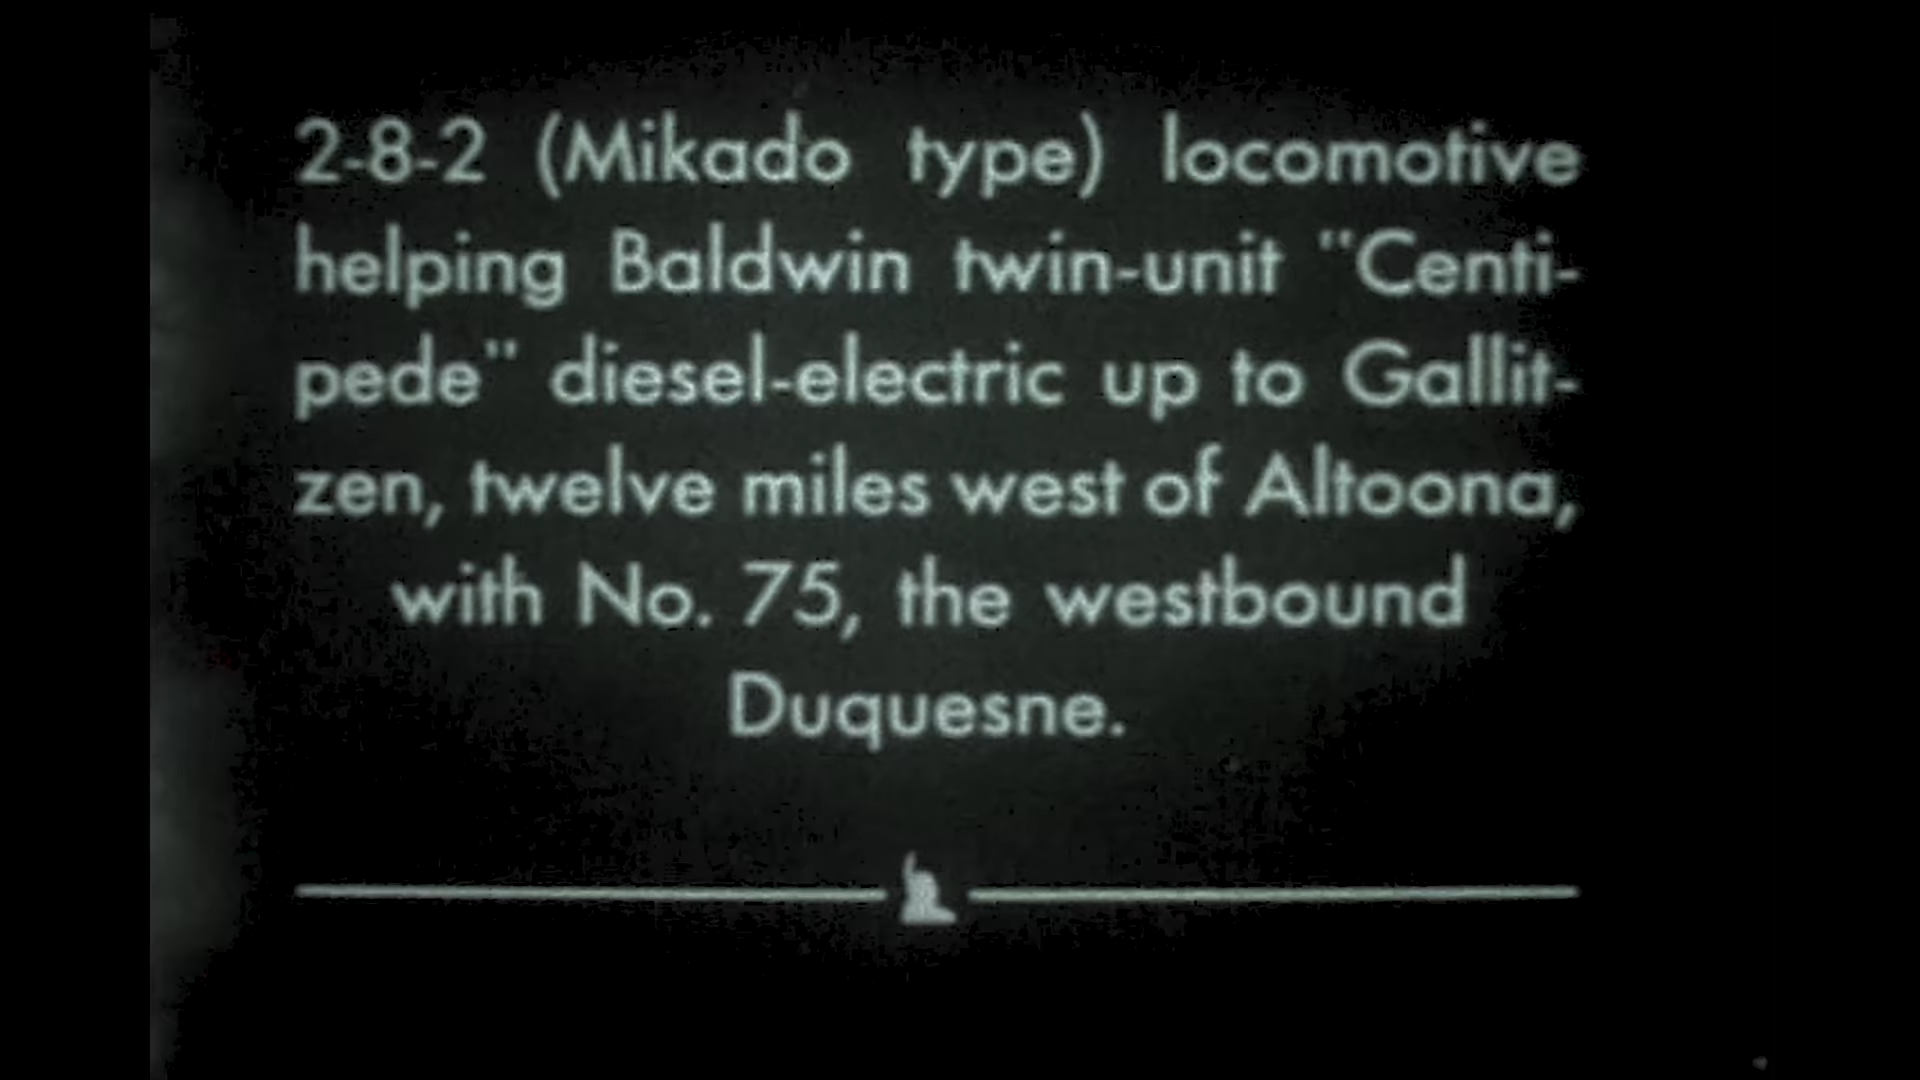 2-8-2 (Mikado type) locomotive
helping Baldwin twin-unit "Centi-
pede" diesel-electric up to Gallit-
zen, twelve miles west of Altoona,
with No. 75, the westbound
Duquesne.